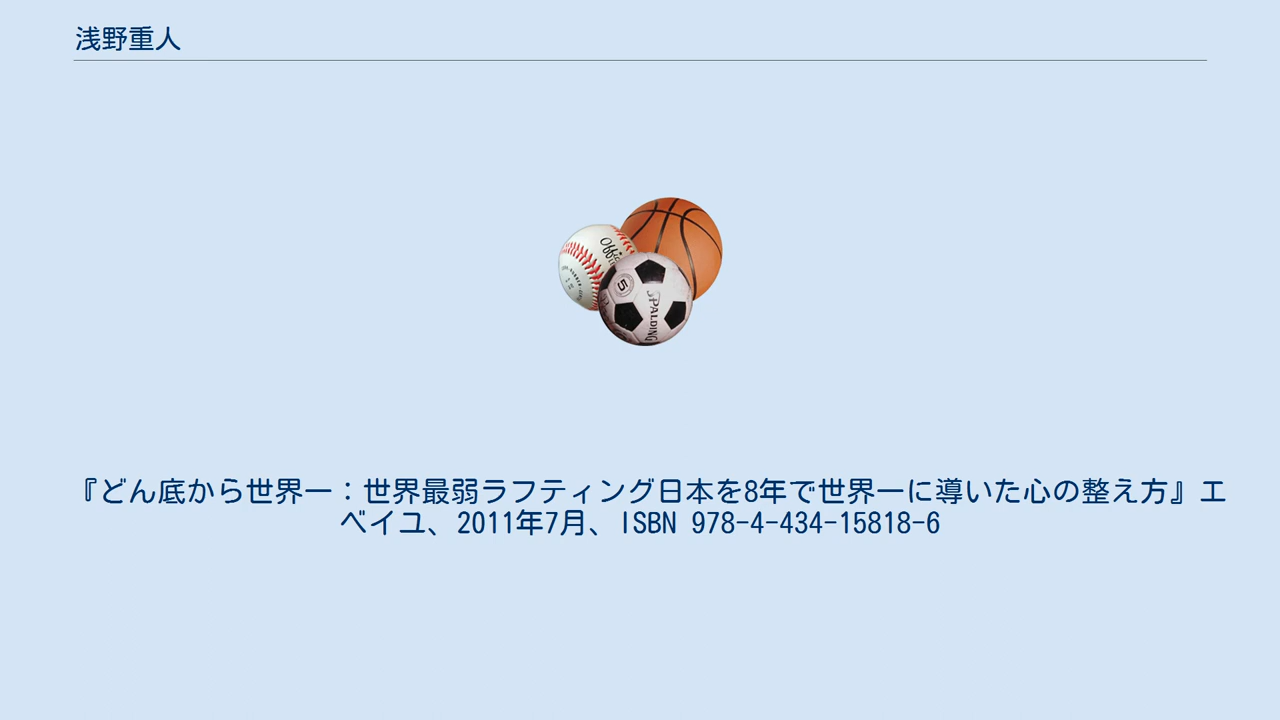 浅野重人
Offic
5
SPALDING
『どん底から世界一：世界最弱ラフティング日本を8年で世界一に導いた心の整え方』エ
ベイユ、2011年7月、ISBN 978-4-434-15818-6